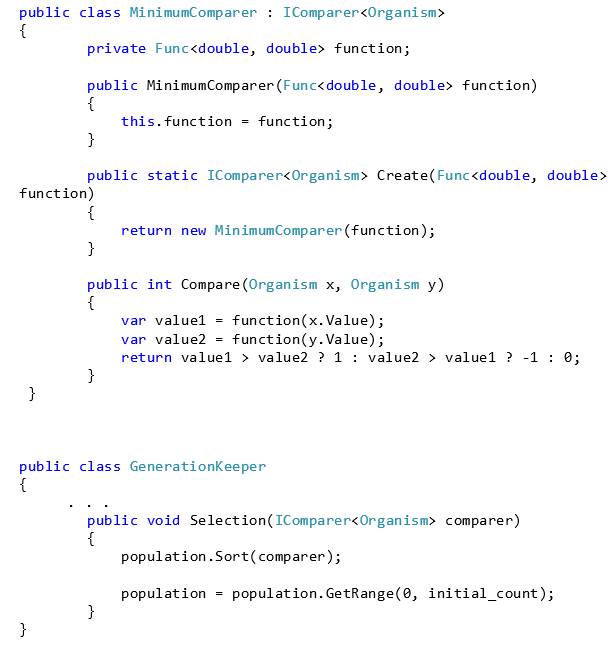 public class MinimumComparer : IComparer<Organism>
{
        private Func<double, double> function;

        public MinimumComparer(Func<double, double> function)
        {
            this.function = function;
        }

        public static IComparer<Organism> Create(Func<double, double>
function)
        {
            return new MinimumComparer(function);
        }

        public int Compare(Organism x, Organism y)
        {
            var value1 = function(x.Value);
            var value2 = function(y.Value);
            return value1 > value2 ? 1 : value2 > value1 ? -1 : 0;
        }
 }

public class GenerationKeeper
{
      . . .
        public void Selection(IComparer<Organism> comparer)
        {
            population.Sort(comparer);

            population = population.GetRange(0, initial_count);
        }
}